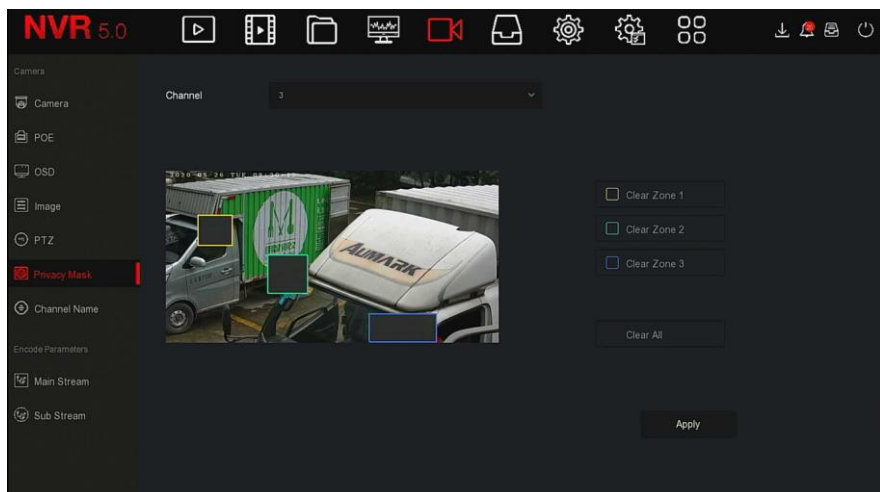 NVR 5.0
Camera
Camera
POE
OSD
Image
PTZ
Privacy Mask
Channel Name
Encode Parameters
Main Stream
Sub Stream
Channel
3
AUMARK
Clear Zone 1
Clear Zone 2
Clear Zone 3
Clear All
Apply